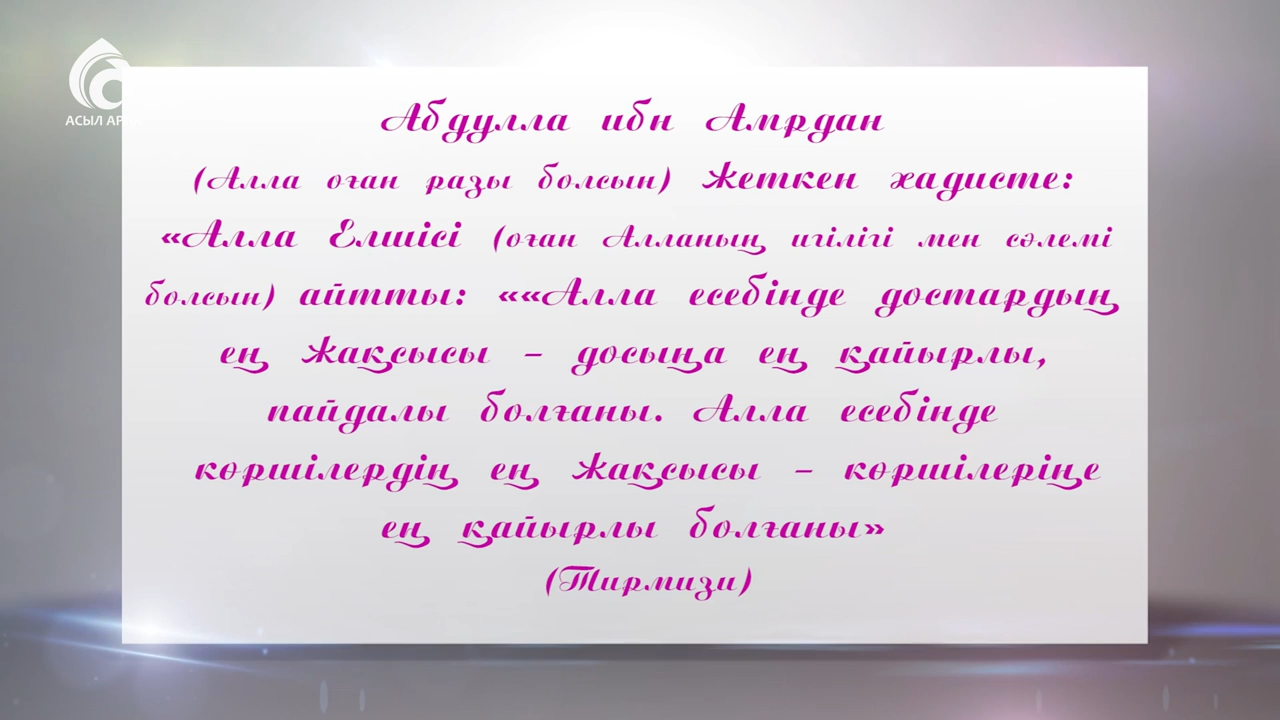 АСЫЛ АР
Абдулла ибн Амрдан
(Алла оған разы болсын) жеткен хадисте:
«Алла Елшісі (оған Алланың игілігі мен сәлемі
болсын) айтты: ««Алла есебінде достардың
ең жақсысы – досыңа ең қайырлы,
пайдалы болғаны. Алла есебінде
көршілердің ең жақсысы – көршілеріңе
ең қайырлы болғаны»
(Тирмизи)